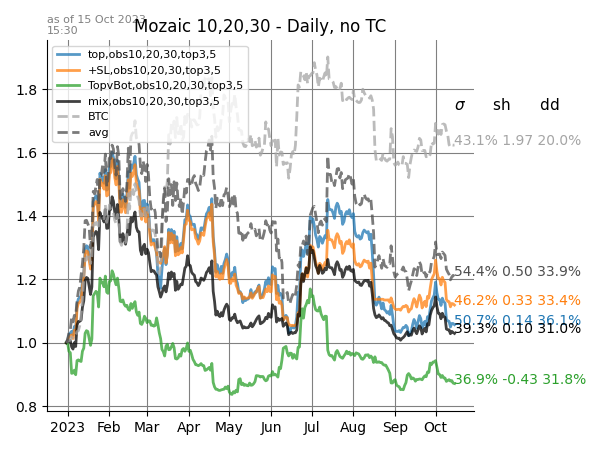 as of 15 Oct 2023
15:30
Mozaic 10,20,30 - Daily, no TC
top,obs10,20,30,top3,5
+SL,obs10,20,30,top3,5
TopvBot,obs10,20,30,top3,5
mix,obs10,20,30,top3,5
BTC
avg
σ sh dd
43.1% 1.97 20.0%
54.4% 0.50 33.9%
46.2% 0.33 33.4%
50.7% 0.14 36.1%
39.3% 0.10 31.0%
36.9% -0.43 31.8%
1.8
1.6
1.4
1.2
1.0
0.8
2023 Feb Mar Apr May Jun Jul Aug Sep Oct